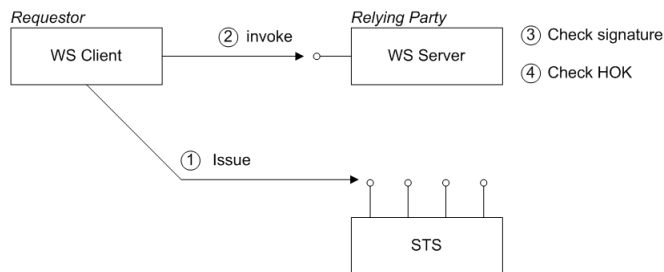 Requestor
Relying Party
WS Client
2 invoke
WS Server
3 Check signature
4 Check HOK
1 Issue
STS